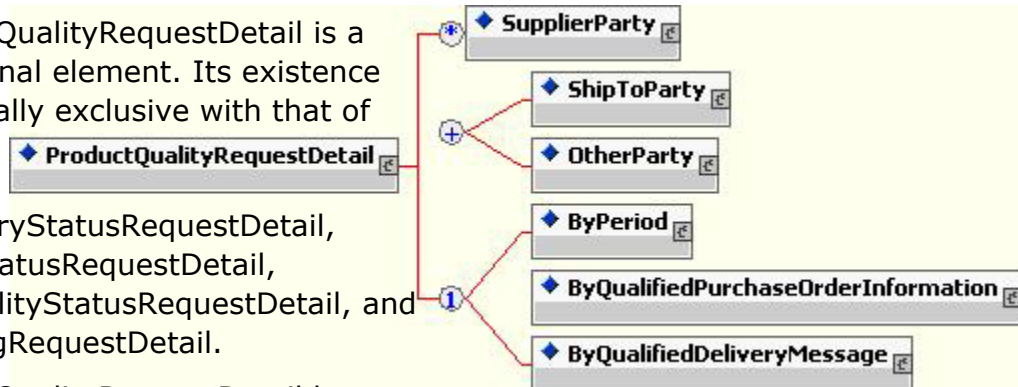 QualityRequestDetail is a
nal element. Its existence
ally exclusive with that of
ProductQualityRequestDetail
ryStatusRequestDetail,
atusRequestDetail,
lityStatusRequestDetail, and
gRequestDetail.
SupplierParty
ShipToParty
OtherParty
ByPeriod
1
ByQualifiedPurchaseOrderInformation
ByQualifiedDeliveryMessage